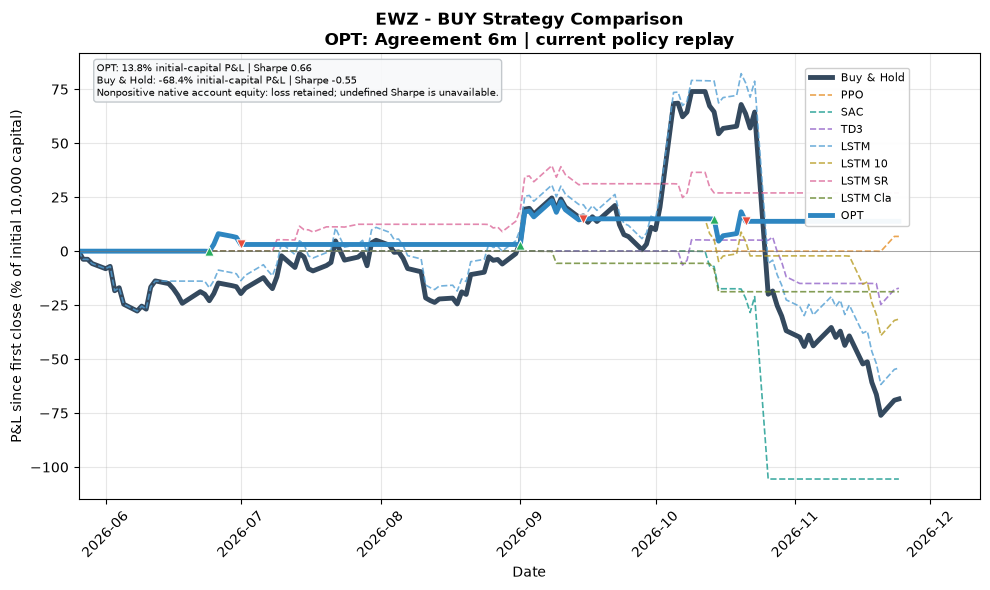 EWZ - BUY Strategy Comparison
OPT: Agreement 6m | current policy replay
OPT: 13.8% initial-capital P&L | Sharpe 0.66
Buy & Hold: -68.4% initial-capital P&L | Sharpe -0.55
Nonpositive native account equity: loss retained; undefined Sharpe is unavailable.
Buy & Hold
PPO
SAC
TD3
LSTM
LSTM 10
LSTM SR
LSTM Cla
OPT
P&L since first close (% of initial 10,000 capital)
75
50
25
0
−25
−50
−75
−100
2026-06
2026-07
2026-08
2026-09
2026-10
2026-11
2026-12
Date